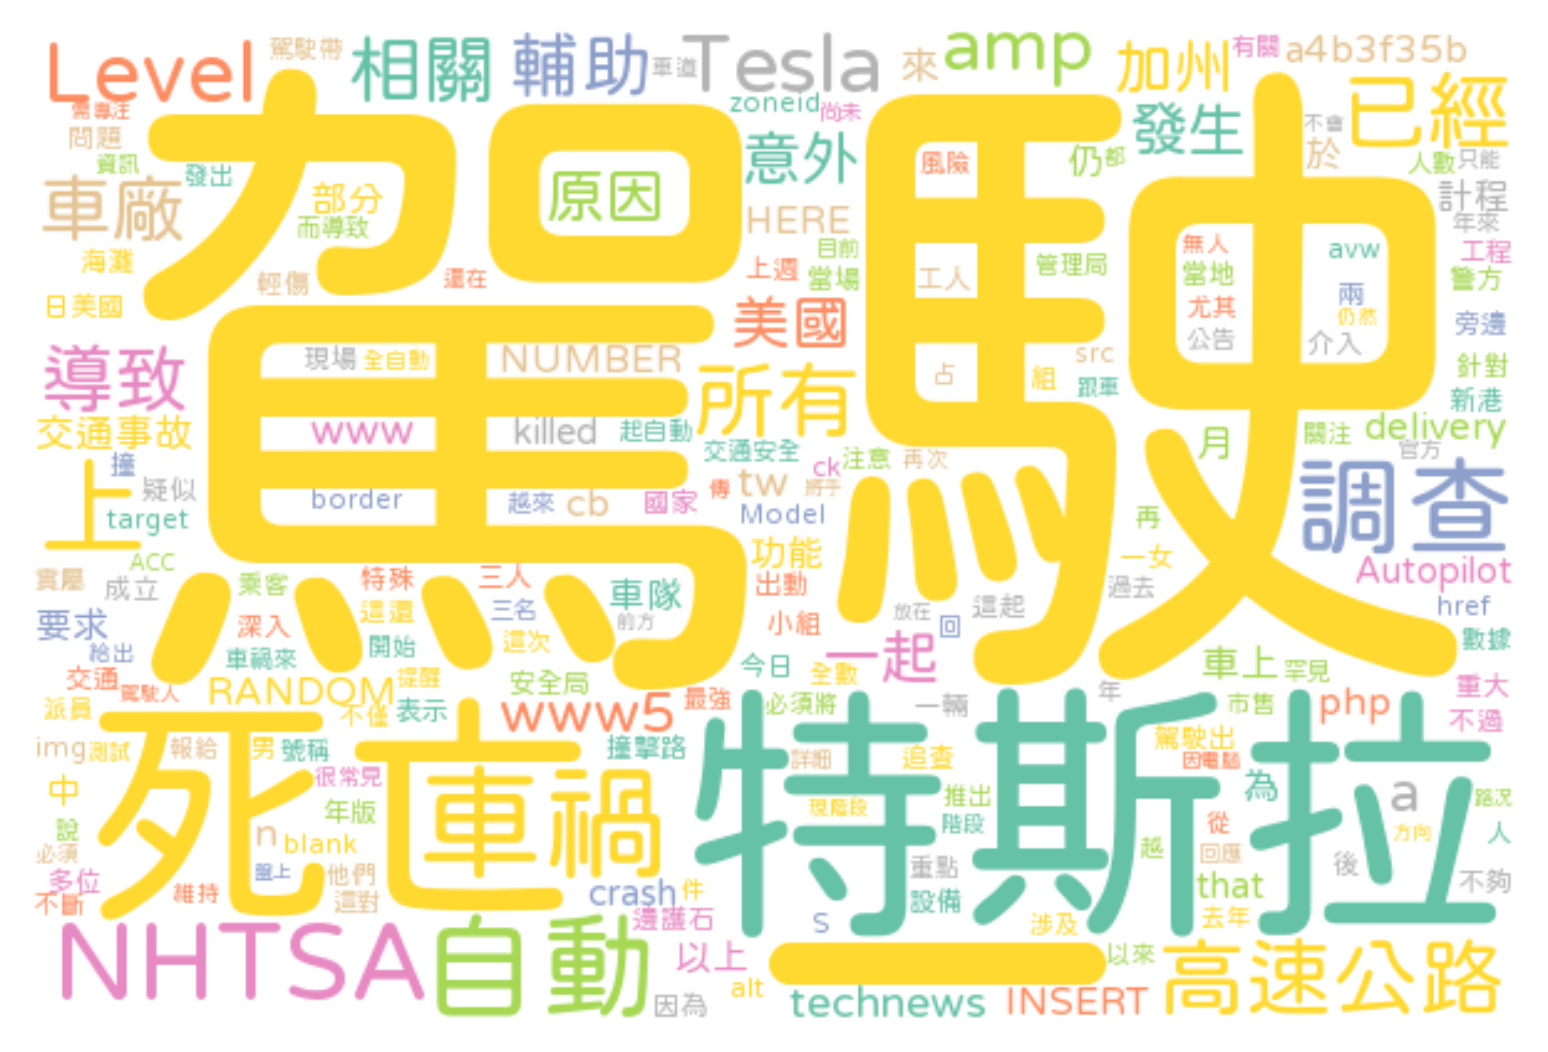 Level
駕駛帶
相關
輔助
車道
Tesla
來
amp
加州
有關
a4b3f35b
需專注
問題
資訊
發出
zoneid
尚未
發生
不會
已經
駕駛
車廠
部分
而導致
原因
意外
風險
仍
都
於
人數
只能
計程
年來
海灘
輕傷
還在
HERE
目前
上週
當場
工人
管理局
無人
當地
尤其
公告
avw
兩
仍然
介入
工程
警方
日美國
旁邊
導致
現場
全自動
NUMBER
美國
所有
占
src
組
跟車
針對
新港
交通事故
www
killed
起自動
交通安全
注意
再次
月
關注
delivery
官方
上
撞
疑似
target
border
越來
cb
國家
傳
tw
ck
將于
Model
再
調查
ACC
實屬
成立
乘客
特殊
三人
功能
一女
Autopilot
要求
深入
這還
三名
車隊
出動
放在
這起
過去
href
給出
車禍來
開始
這次
前方
小組
一起
回
數據
交通
駕駛人
RANDOM
提醒
安全局
今日
全數
年
車上
罕見
重大
派員
不僅
表示
www5
最強
必須將
一輛
市售
php
不過
死亡
車禍
特斯拉
img
測試
報給
男
號稱
撞擊路
詳細
追查
駕駛出
因電腦
中
很常見
年版
現階段
推出
階段
為
a
路況
說
n
blank
越
從
方向
人
必須
多位
不斷
維持
盤上
他們
這對
crash
件
重點
設備
回應
that
後
不夠
邊護石
S
涉及
去年
NHTSA
自動
以上
一
以來
高速公路
因為
alt
technews
INSERT